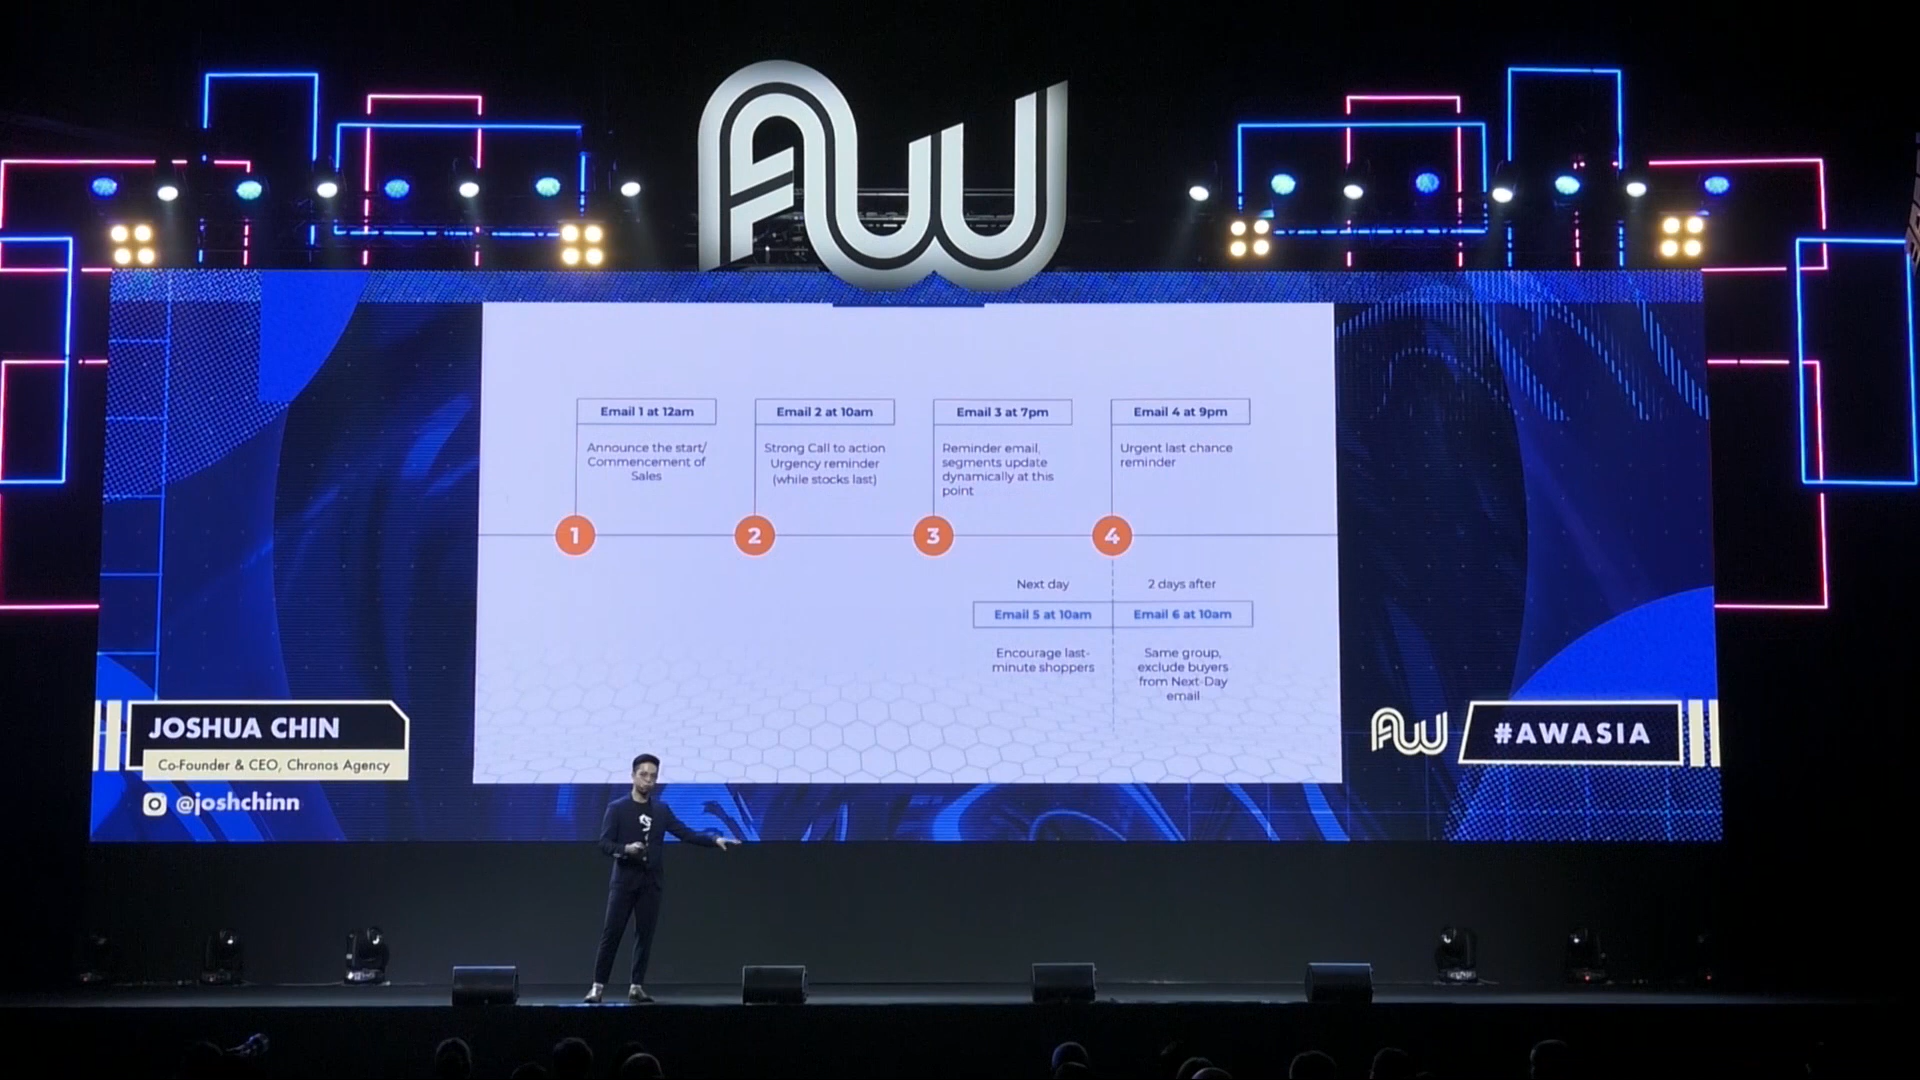 AW
Email 1 at 12am
Announce the start/
Commencement of
Sales
Email 2 at 10am
Strong Call to action
Urgency reminder
(while stocks last)
Email 3 at 7pm
Reminder email,
segments update
dynamically at this
point
Email 4 at 9pm
Urgent last chance
reminder
1
2
3
4
Next day
Email 5 at 10am
Encourage last-
minute shoppers
2 days after
Email 6 at 10am
Same group,
exclude buyers
from Next-Day
email
JOSHUA CHIN
Co-Founder & CEO, Chronos Agency
@joshchinn
AW
#AWASIA